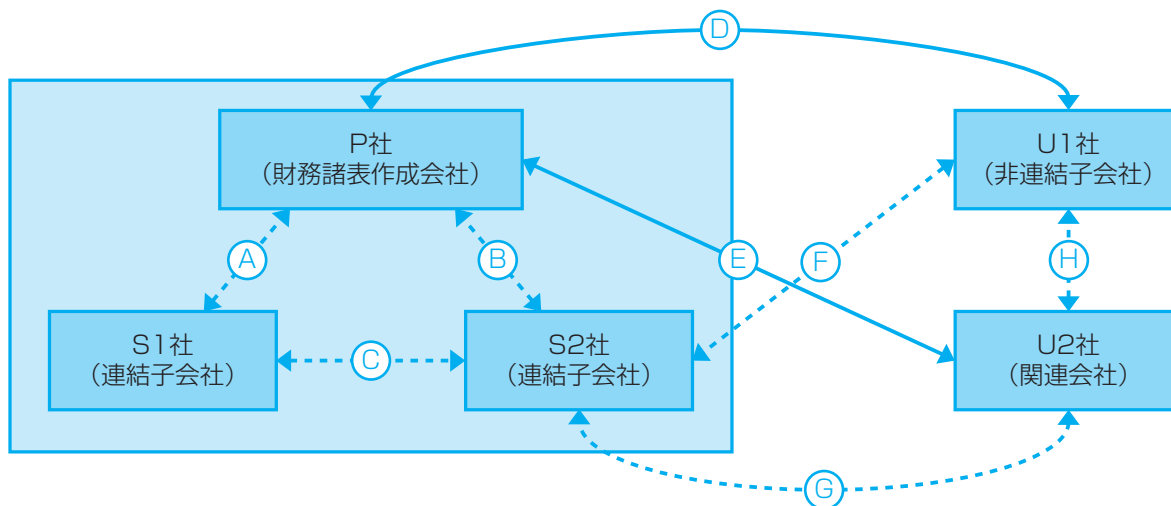 D
P社
（財務諸表作成会社）
U1社
（非連結子会社）
A
B
E
F
H
S1社
（連結子会社）
C
S2社
（連結子会社）
U2社
（関連会社）
G